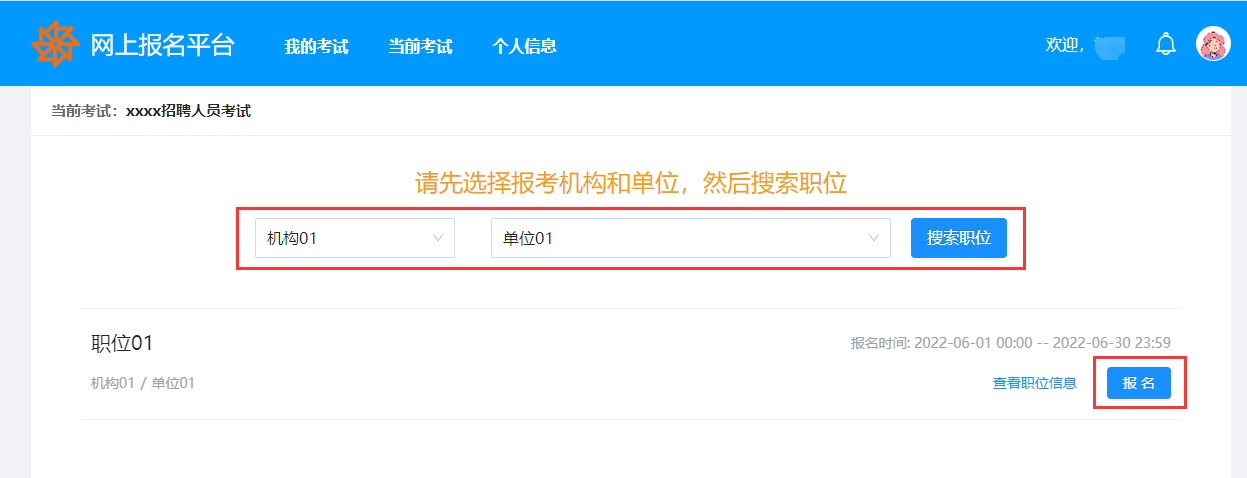 网上报名平台 我的考试 当前考试 个人信息 欢迎,
当前考试：xxxx招聘人员考试
请先选择报考机构和单位，然后搜索职位
机构01 单位01 搜索职位
职位01 报名时间: 2022-06-01 00:00 -- 2022-06-30 23:59
机构01 / 单位01 查看职位信息 报 名